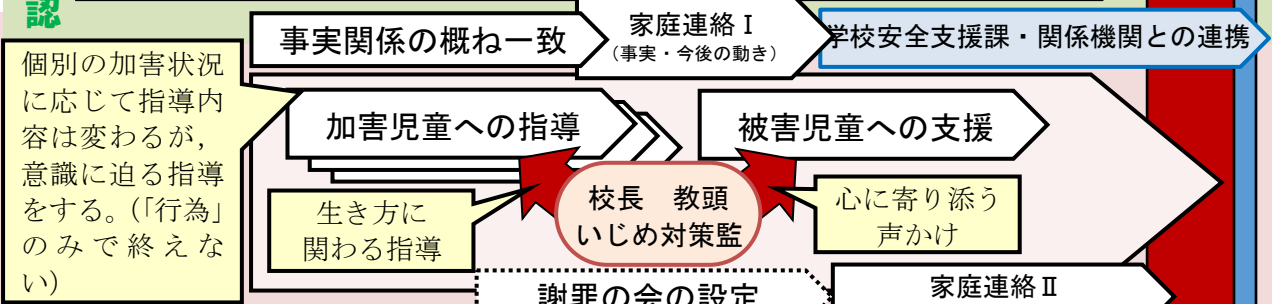 認
事実関係の概ね一致
家庭連絡Ⅰ
（事実・今後の動き）
学校安全支援課・関係機関との連携
個別の加害状況
に応じて指導内
容は変わるが，
意識に迫る指導
をする。（「行為」
のみで終えな
い）
加害児童への指導
被害児童への支援
生き方に
関わる指導
校長　教頭
いじめ対策監
心に寄り添う
声かけ
謝罪の会の設定
家庭連絡Ⅱ